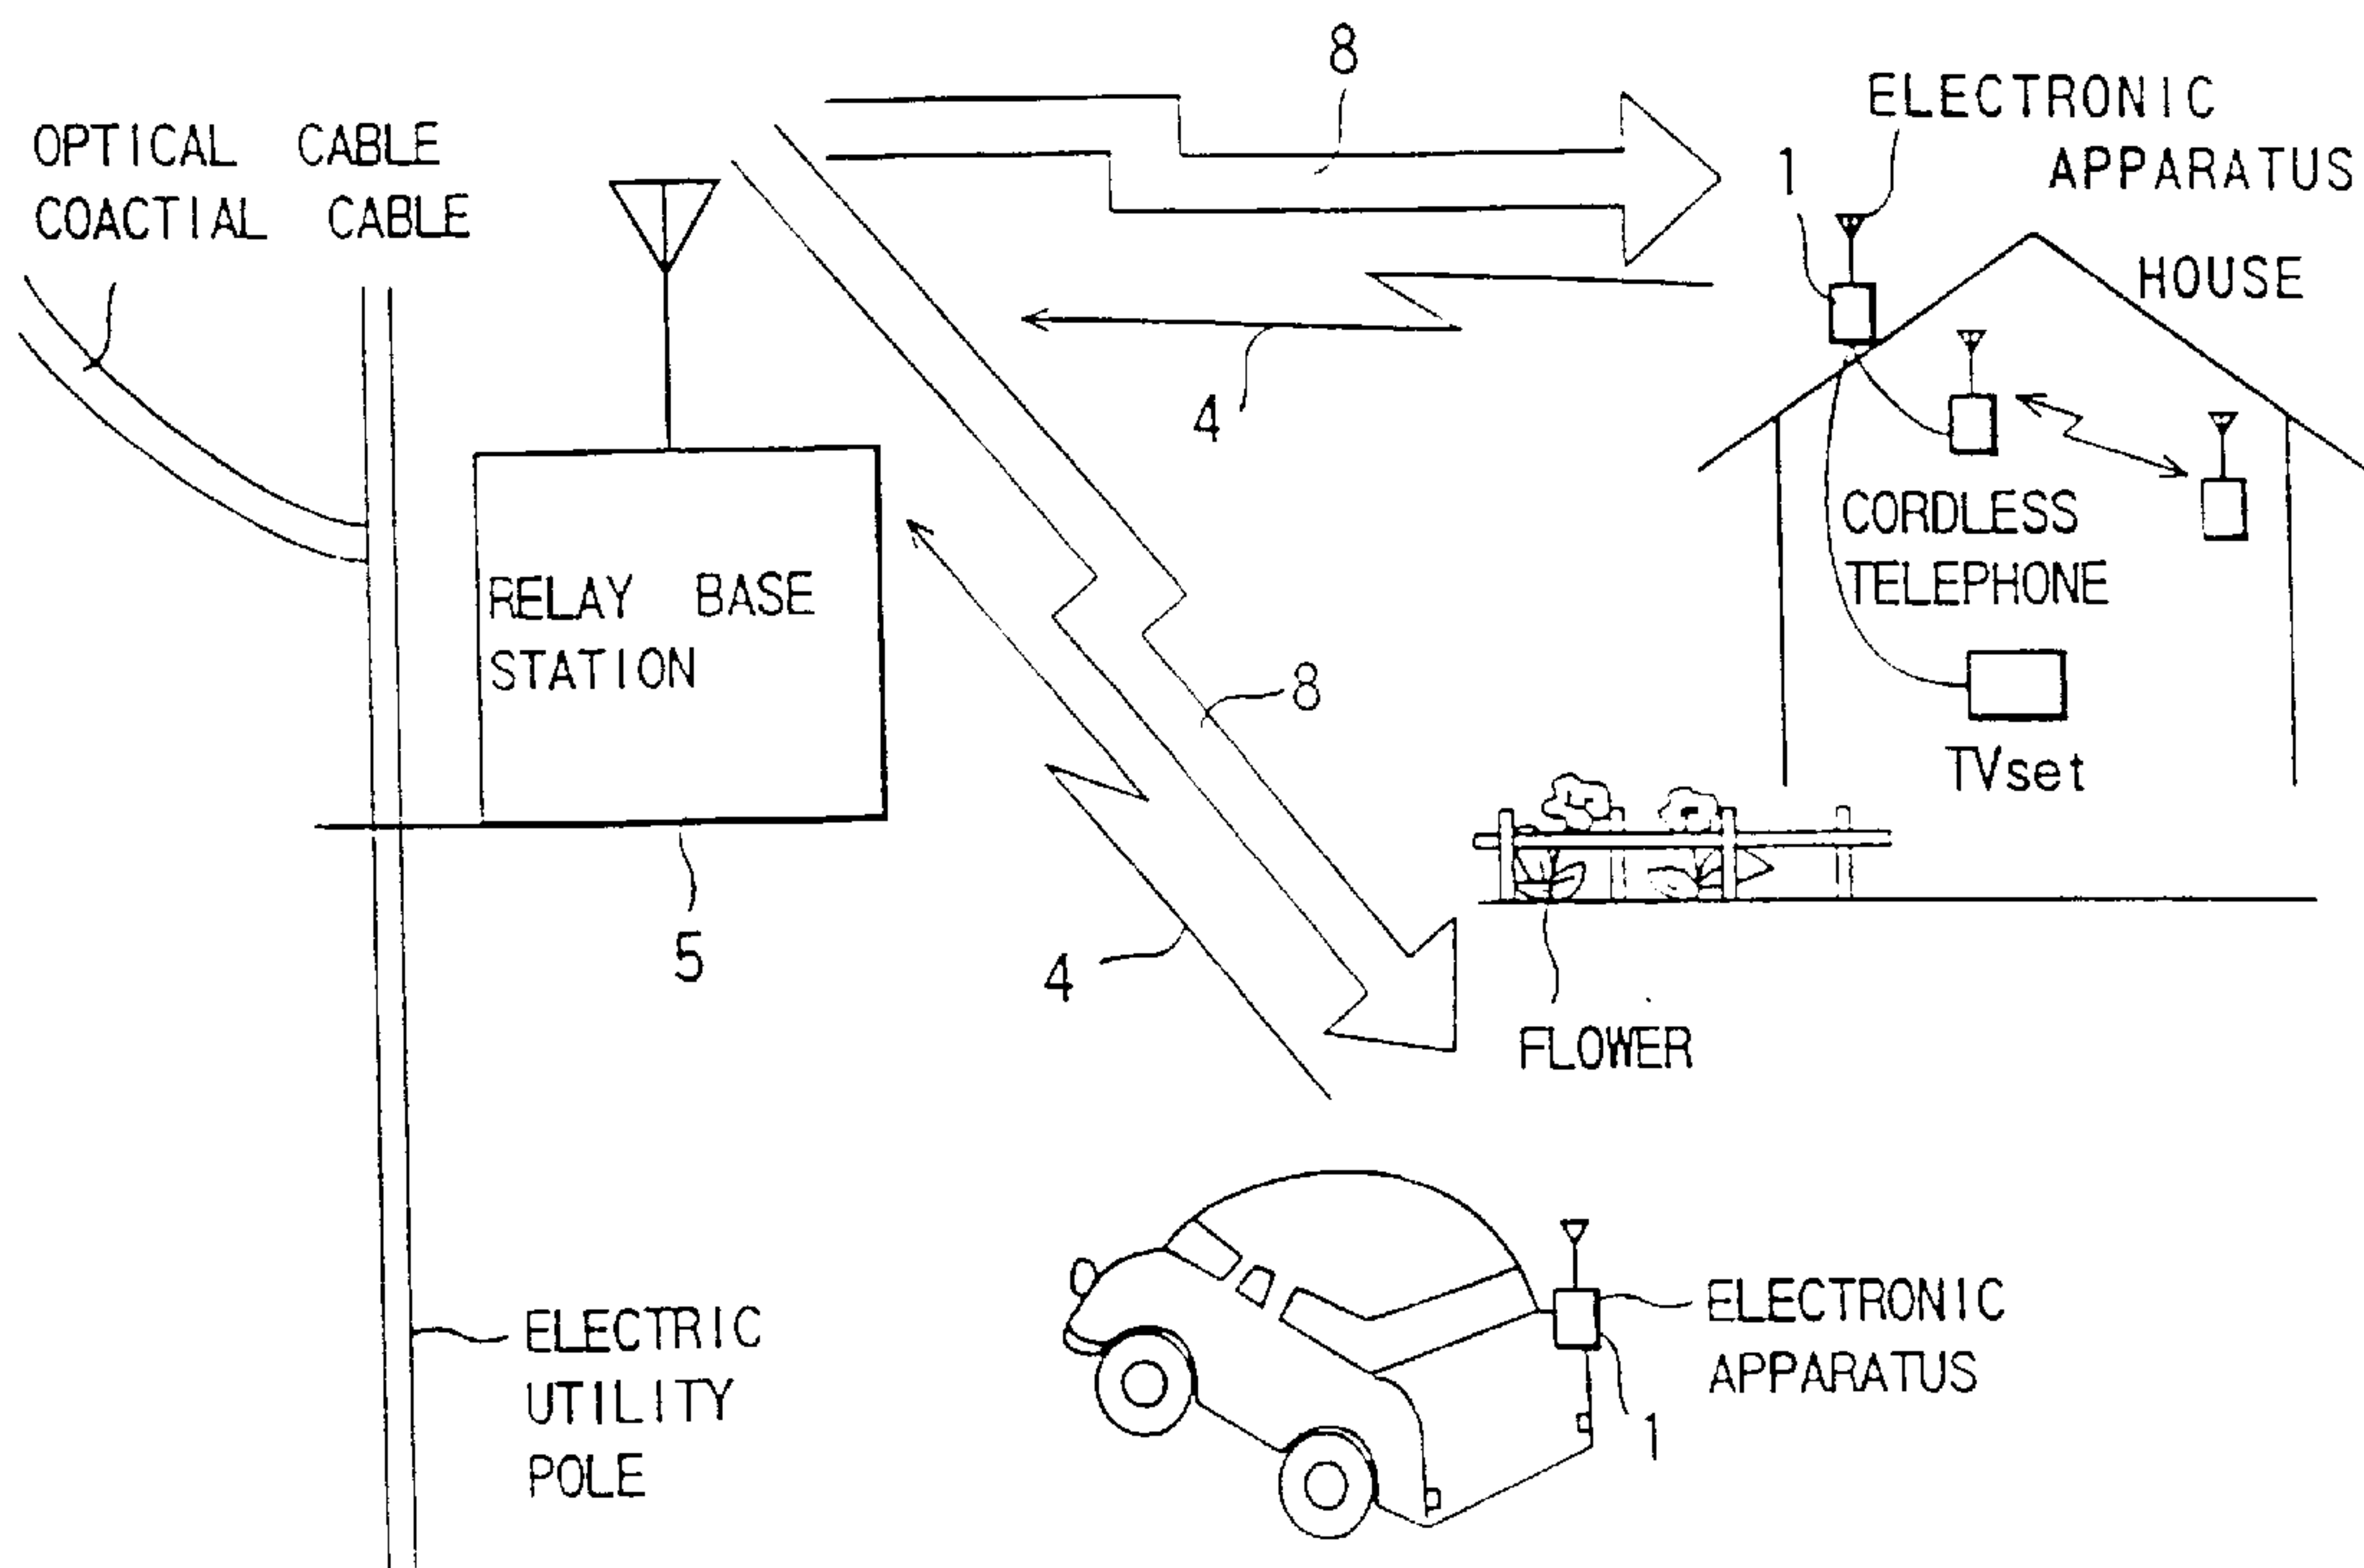 8
ELECTRONIC
APPARATUS
OPTICAL CABLE
COACTIAL CABLE
1
HOUSE
4
CORDLESS
TELEPHONE
RELAY BASE
STATION
8
TVset
5
4
FLOWER
ELECTRIC
UTILITY
POLE
ELECTRONIC
APPARATUS
1